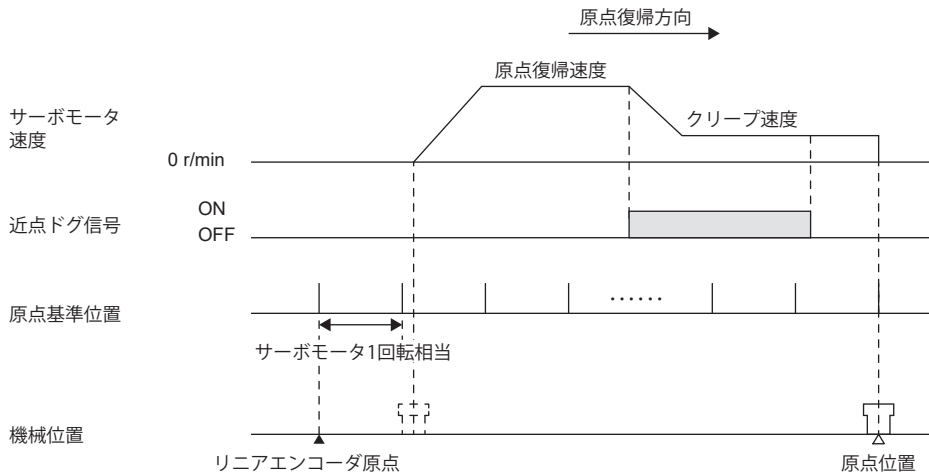 原点復帰方向
原点復帰速度
サーボモータ
速度
クリープ速度
0 r/min
近点ドグ信号
ON
OFF
原点基準位置
......
サーボモータ1回転相当
機械位置
リニアエンコーダ原点
原点位置